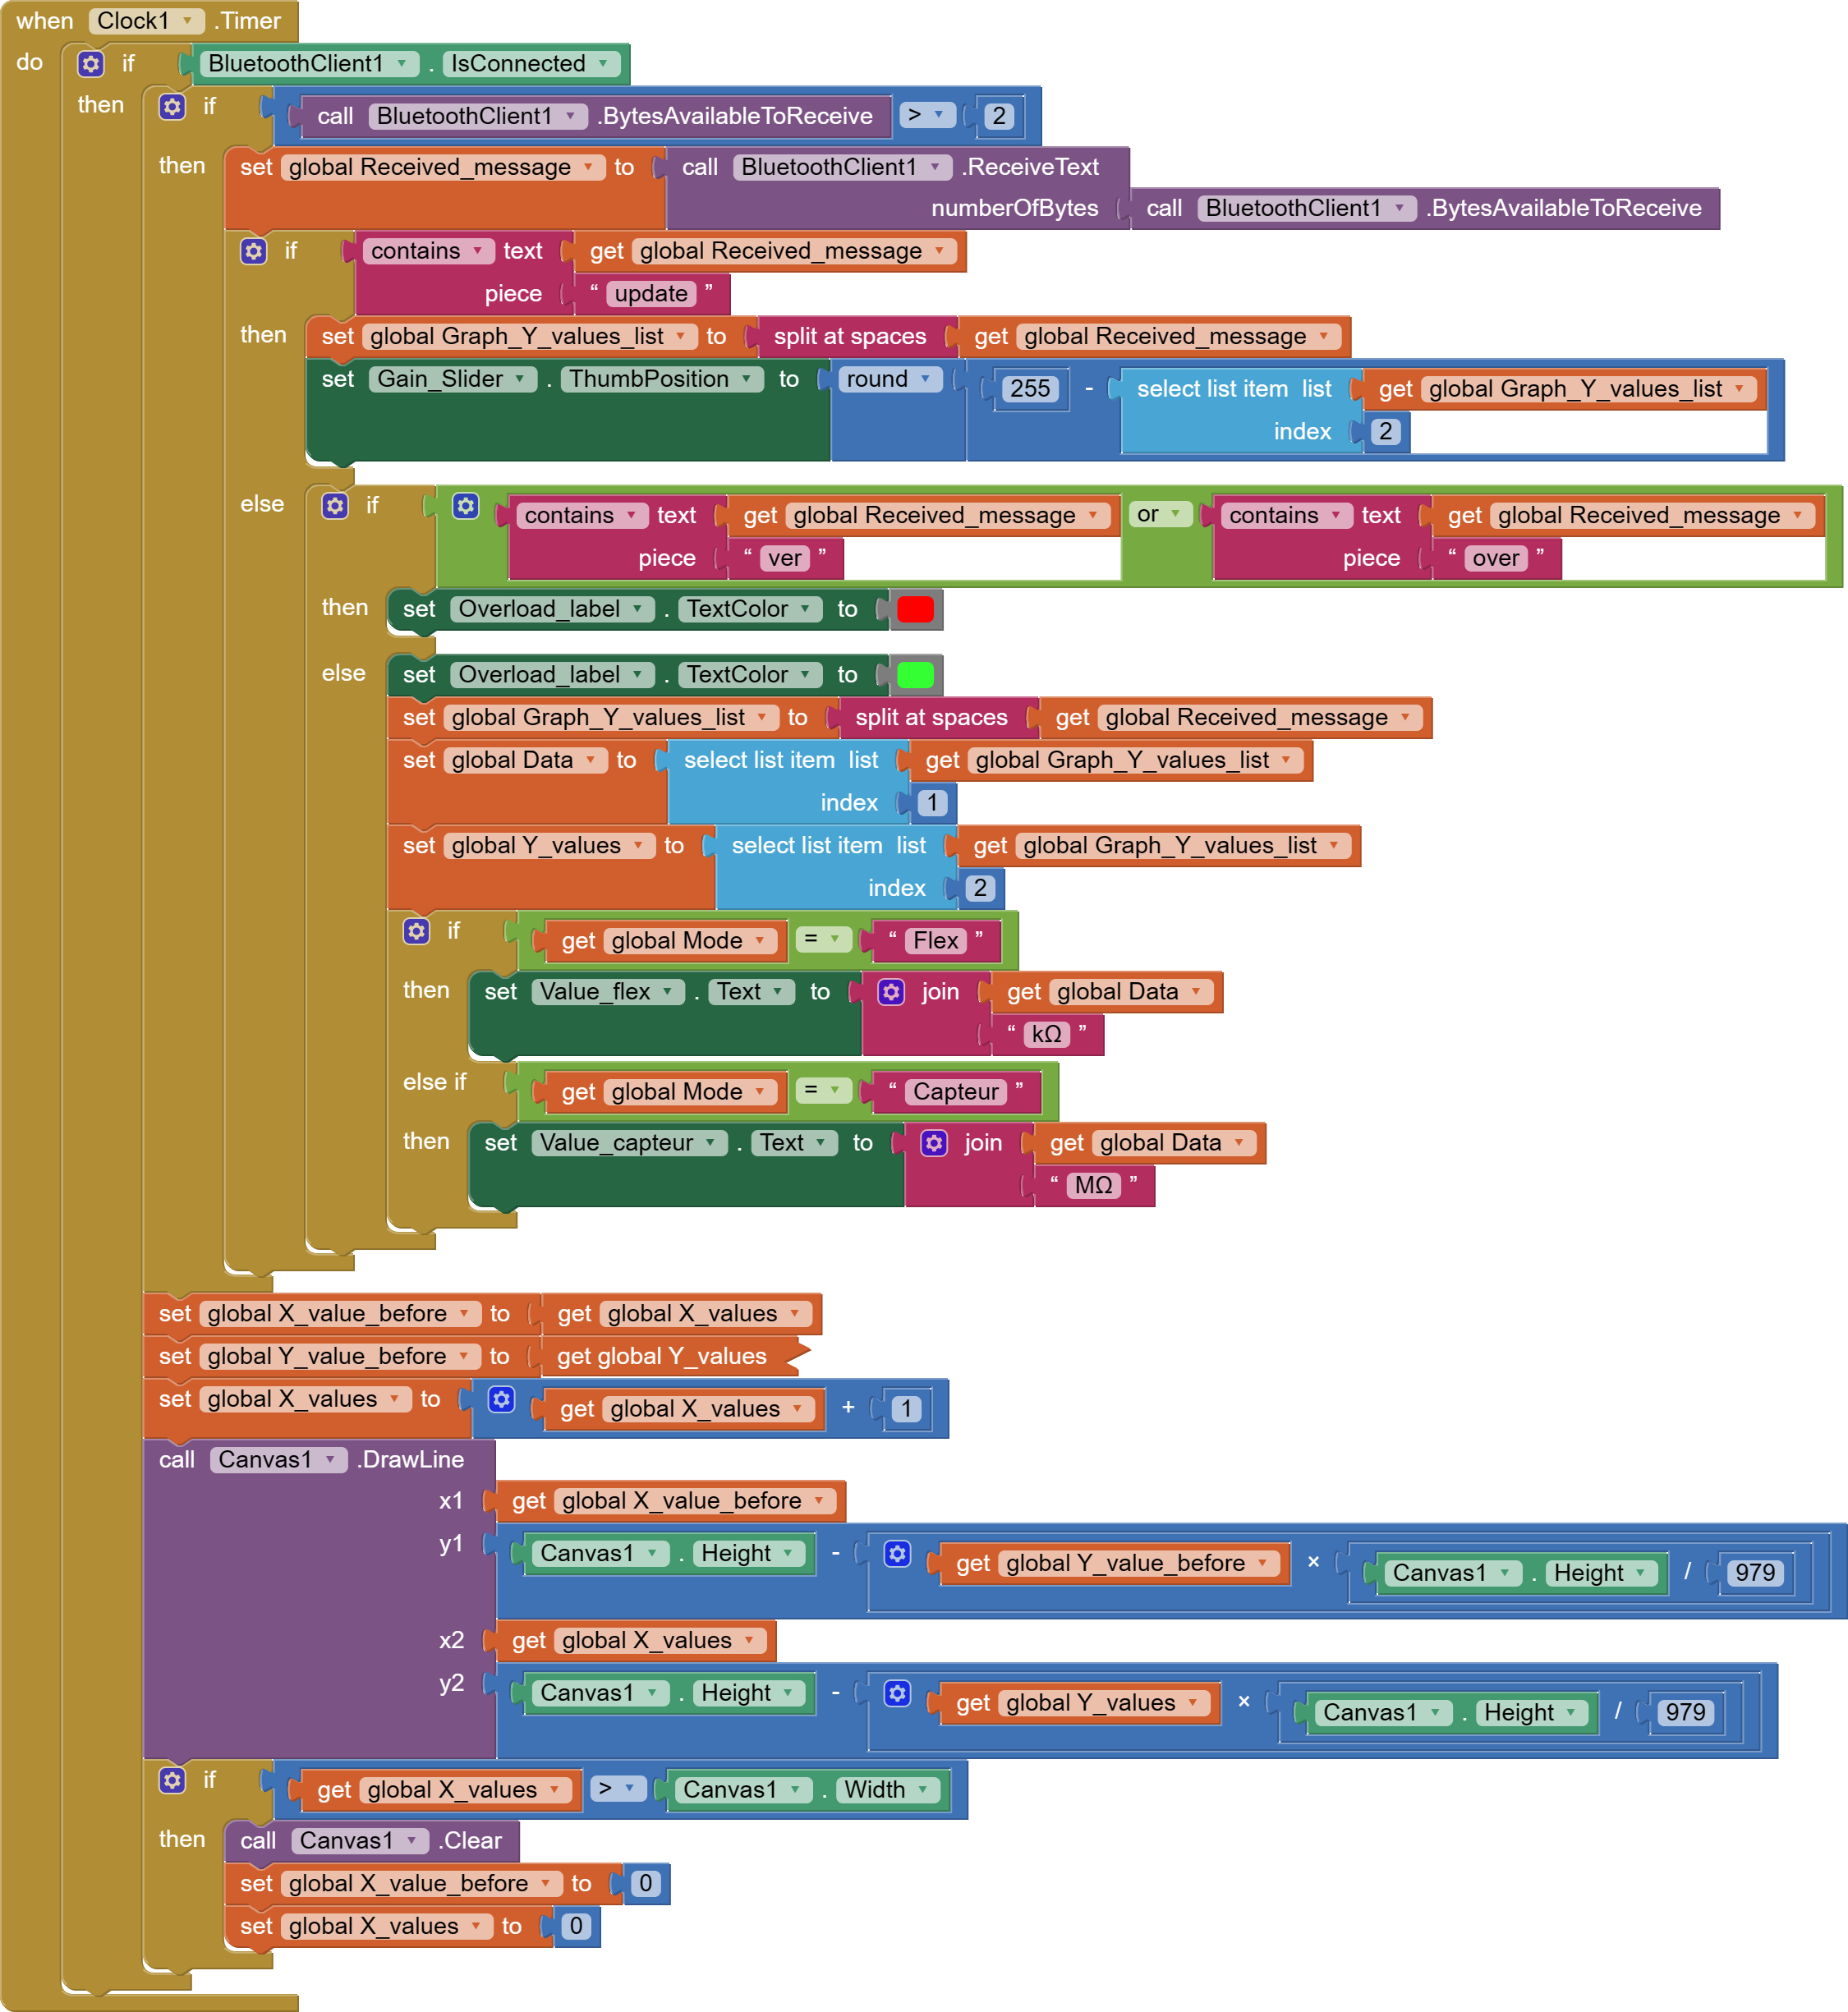 when Clock1 .Timer
do if BluetoothClient1 . IsConnected
then if call BluetoothClient1 .BytesAvailableToReceive > 2
then set global Received_message to call BluetoothClient1 .ReceiveText
numberOfBytes call BluetoothClient1 .BytesAvailableToReceive
if contains text get global Received_message
piece “ update ”
then set global Graph_Y_values_list to split at spaces get global Received_message
set Gain_Slider . ThumbPosition to round 255 - select list item list get global Graph_Y_values_list
index 2
else if contains text get global Received_message or contains text get global Received_message
piece “ ver ” piece “ over ”
then set Overload_label . TextColor to
else set Overload_label . TextColor to
set global Graph_Y_values_list to split at spaces get global Received_message
set global Data to select list item list get global Graph_Y_values_list
index 1
set global Y_values to select list item list get global Graph_Y_values_list
index 2
if get global Mode = “ Flex ”
then set Value_flex . Text to join get global Data
“ kΩ ”
else if get global Mode = “ Capteur ”
then set Value_capteur . Text to join get global Data
“ MΩ ”
set global X_value_before to get global X_values
set global Y_value_before to get global Y_values
set global X_values to get global X_values + 1
call Canvas1 .DrawLine
x1 get global X_value_before
y1 Canvas1 . Height - get global Y_value_before × Canvas1 . Height / 979
x2 get global X_values
y2 Canvas1 . Height - get global Y_values × Canvas1 . Height / 979
if get global X_values > Canvas1 . Width
then call Canvas1 .Clear
set global X_value_before to 0
set global X_values to 0